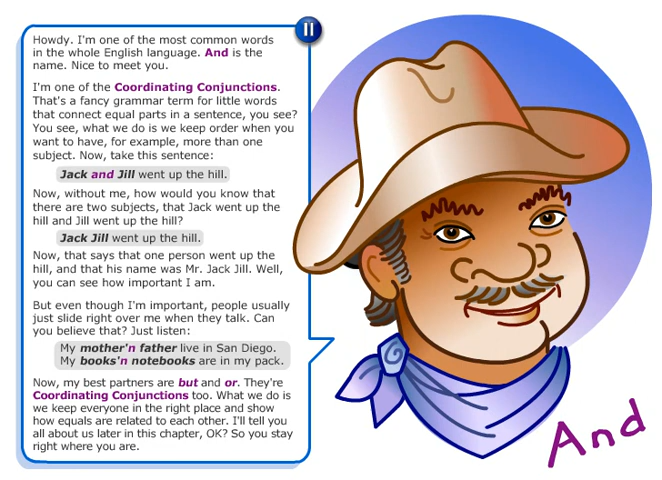 Howdy. I'm one of the most common words
in the whole English language. And is the
name. Nice to meet you.
I'm one of the Coordinating Conjunctions.
That's a fancy grammar term for little words
that connect equal parts in a sentence, you see?
You see, what we do is we keep order when you
want to have, for example, more than one
subject. Now, take this sentence:
Jack and Jill went up the hill.
Now, without me, how would you know that
there are two subjects, that Jack went up the
hill and Jill went up the hill?
Jack Jill went up the hill.
Now, that says that one person went up the
hill, and that his name was Mr. Jack Jill. Well,
you can see how important I am.
But even though I'm important, people usually
just slide right over me when they talk. Can
you believe that? Just listen:
My mother'n father live in San Diego.
My books'n notebooks are in my pack.
Now, my best partners are but and or. They're
Coordinating Conjunctions too. What we do is
we keep everyone in the right place and show
how equals are related to each other. I'll tell you
all about us later in this chapter, OK? So you stay
right where you are.
And